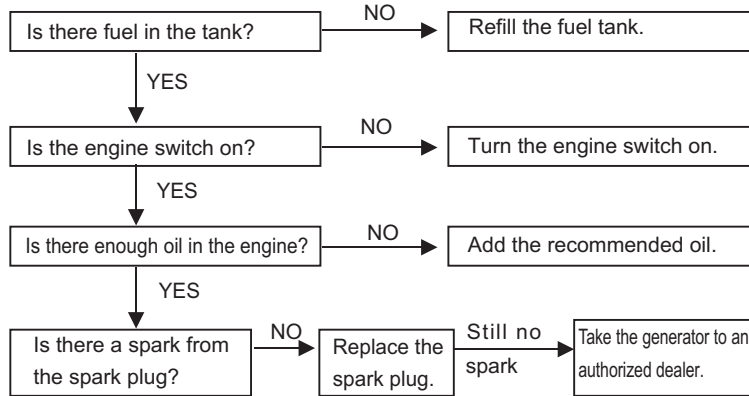 Is there fuel in the tank?
NO
Refill the fuel tank.
YES
Is the engine switch on?
NO
Turn the engine switch on.
YES
Is there enough oil in the engine?
NO
Add the recommended oil.
YES
Is there a spark from
the spark plug?
NO
Replace the
spark plug.
Still no
spark
Take the generator to an
authorized dealer.